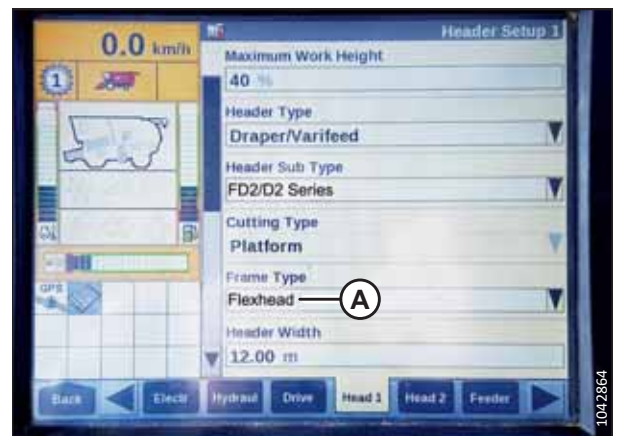 0.0 km/h
Header Setup 1
Maximum Work Height
40 %
1
Header Type
Draper/Varifeed
Header Sub Type
FD2/D2 Series
Cutting Type
Platform
Frame Type
Flexhead
A
GPS
Header Width
12.00 m
Back
Electr
Hydraul
Drive
Head 1
Head 2
Feeder
1042864